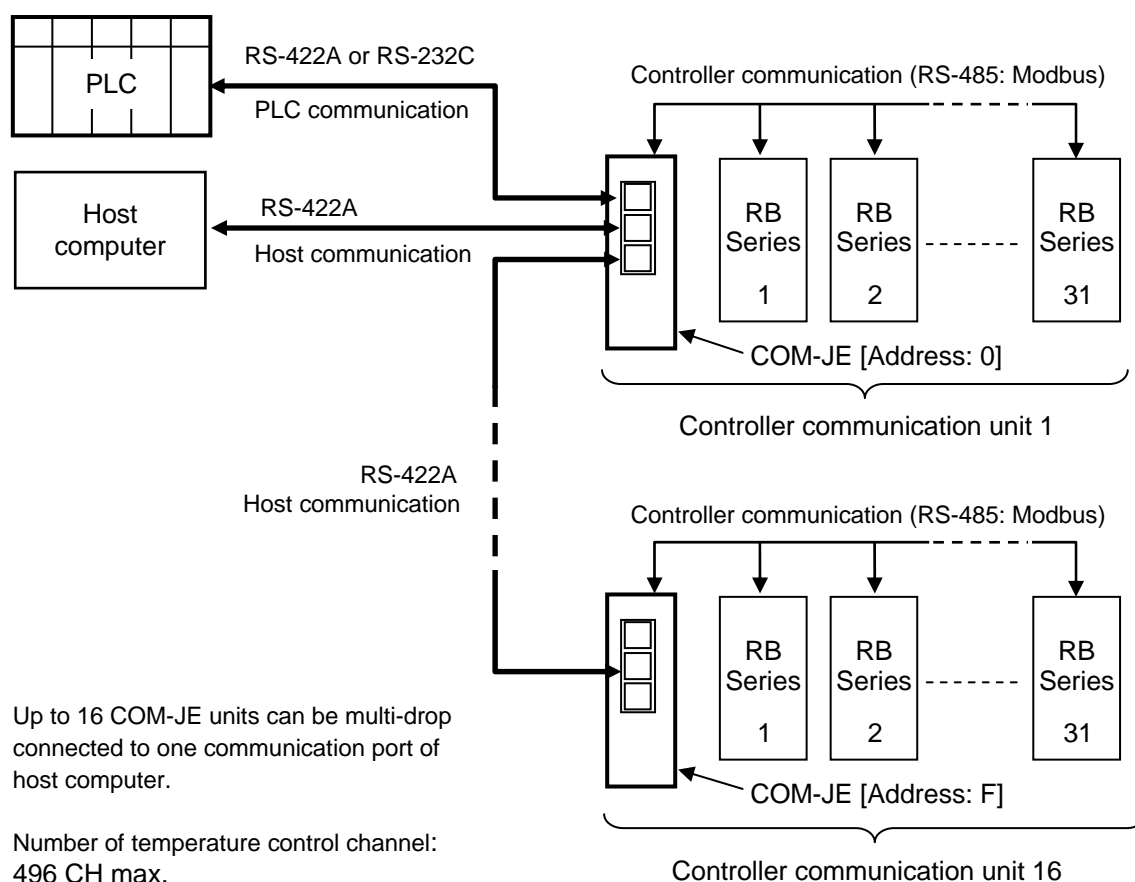 PLC
RS-422A or RS-232C
PLC communication
Host
computer
RS-422A
Host communication
Controller communication (RS-485: Modbus)
RB
Series
1
RB
Series
2
RB
Series
31
COM-JE [Address: 0]
Controller communication unit 1
RS-422A
Host communication
Controller communication (RS-485: Modbus)
RB
Series
1
RB
Series
2
RB
Series
31
COM-JE [Address: F]
Controller communication unit 16
Up to 16 COM-JE units can be multi-drop
connected to one communication port of
host computer.
Number of temperature control channel:
496 CH max.